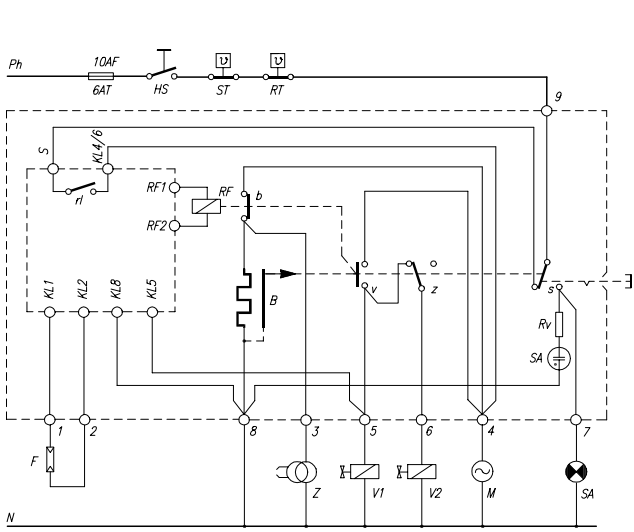 Ph
10AF
6AT
HS
ʋ
ST
ʋ
RT
9
S
KL4/6
rl
RF1
RF
RF2
b
KL1
KL2
KL8
KL5
B
v
z
s
Rv
SA
1
2
8
3
5
6
4
7
F
Z
V1
V2
M
SA
N